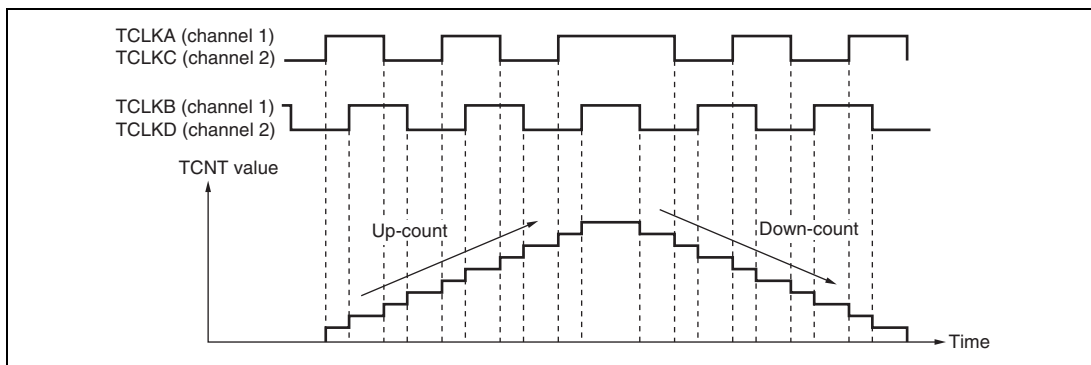 TCLKA (channel 1)
TCLKC (channel 2)
TCLKB (channel 1)
TCLKD (channel 2)
TCNT value
Up-count
Down-count
Time